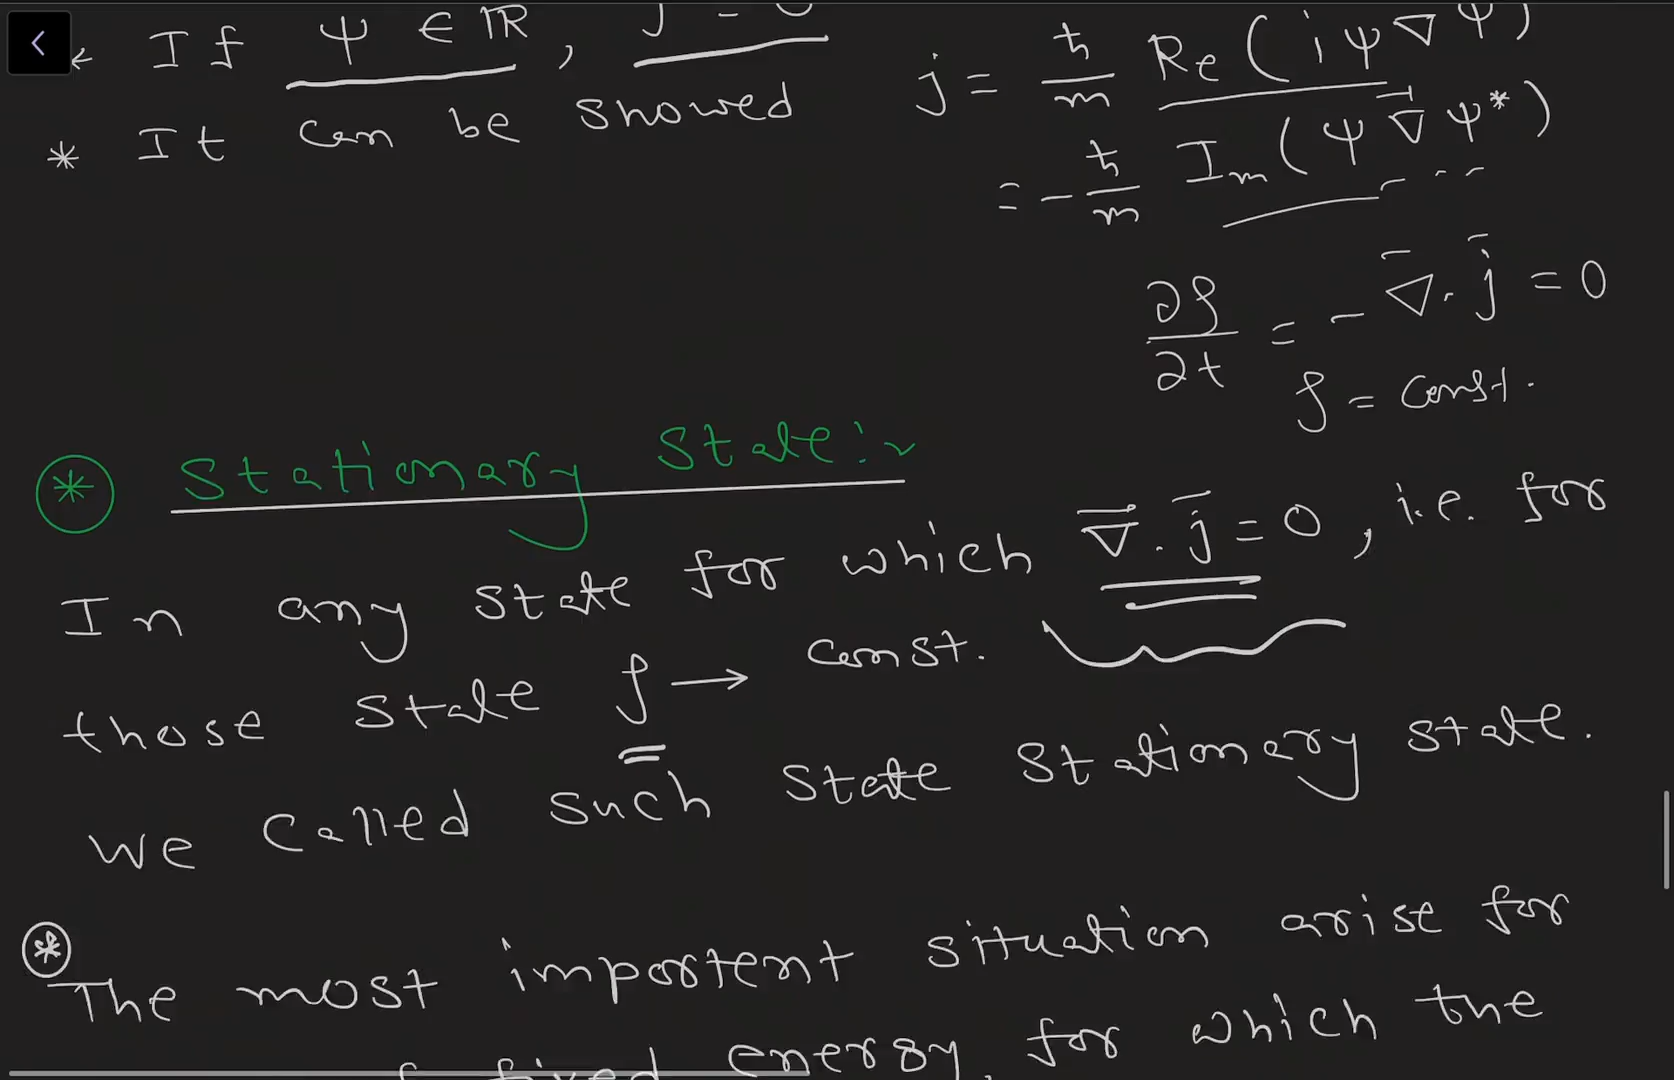 * If ψ ∈ ℝ, j = 0
* It can be showed j = ħ/m Re(iψ∇ψ)
= - ħ/m Im(ψ∇ψ*) ...
∂ρ/∂t = - ∇.j = 0
ρ = const.
* Stationary State:~
In any state for which ∇.j = 0, i.e. for
those state ρ → const.
we called such state stationary state.
* The most importent situation arise for
fixed energy, for which the